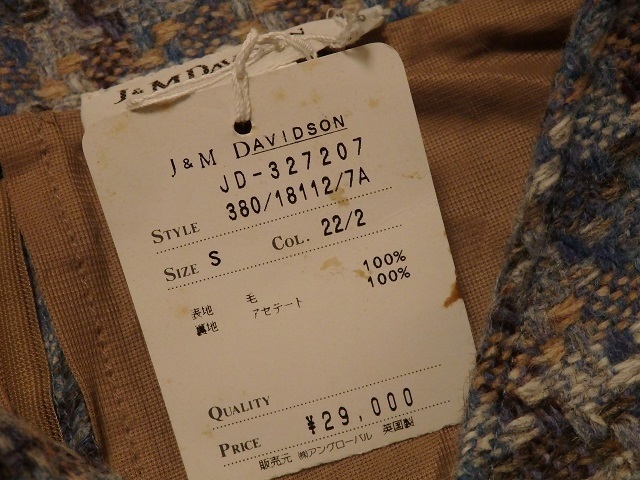 J&M DAVIDSON
J&M DAVIDSON
JD-327207
STYLE 380/18112/7A
SIZE S COL. 22/2
表地 毛 100%
裏地 アセテート 100%
QUALITY
PRICE ¥29,000
販売元 ㈱アングローバル 英国製